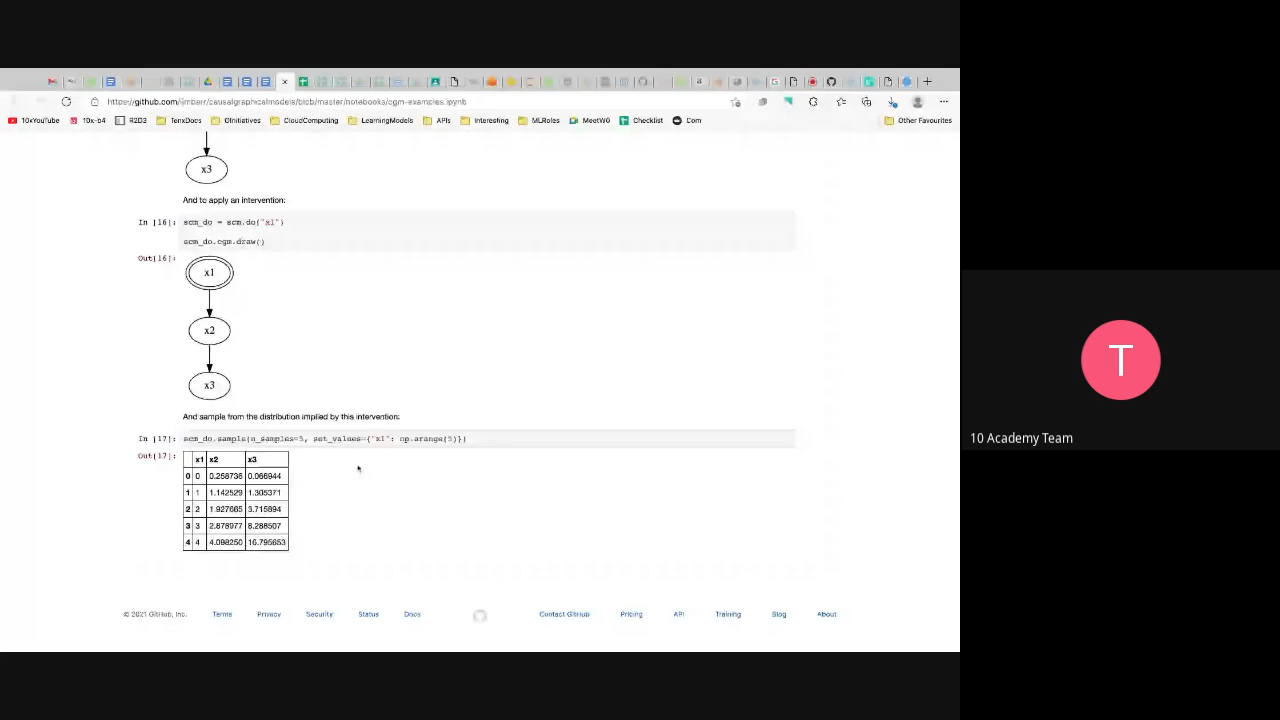 https://github.com/ijmbarr/causalgraphicalmodels/blob/master/notebooks/cgm-examples.ipynb
10xYouTube 10x-b4 R2D3 TenxDocs OInitiatives CloudComputing LearningModels APIs Interesting MLRoles MeetW0 Checklist Com Other Favourites
x3
And to apply an intervention:
In [16]: scm_do = scm.do("x1")
scm_do.cgm.draw()
Out[16]:
x1
x2
x3
And sample from the distribution implied by this intervention:
In [17]: scm_do.sample(n_samples=5, set_values={"x1": np.arange(5)})
Out[17]:
x1 x2 x3
0 0 0.258736 0.066944
1 1 1.142529 1.305371
2 2 1.927665 3.715894
3 3 2.878977 8.288507
4 4 4.098250 16.795653
© 2021 GitHub, Inc. Terms Privacy Security Status Docs Contact GitHub Pricing API Training Blog About
T
10 Academy Team